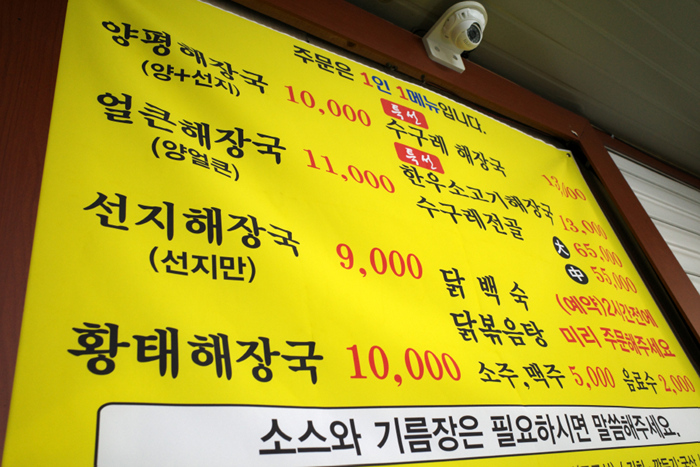 주문은 1인 1메뉴입니다.
양평해장국 10,000
(양+선지)
얼큰해장국 11,000
(양얼큰)
선지해장국 9,000
(선지만)
황태해장국 10,000
특선
수구레 해장국 13,000
특선
한우소고기해장국 13,000
수구레전골 大 65,000
中 55,000
닭백숙 (예약)2시간전에
닭볶음탕 미리 주문해주세요
소주,맥주 5,000 음료수 2,000
소스와 기름장은 필요하시면 말씀해주세요.